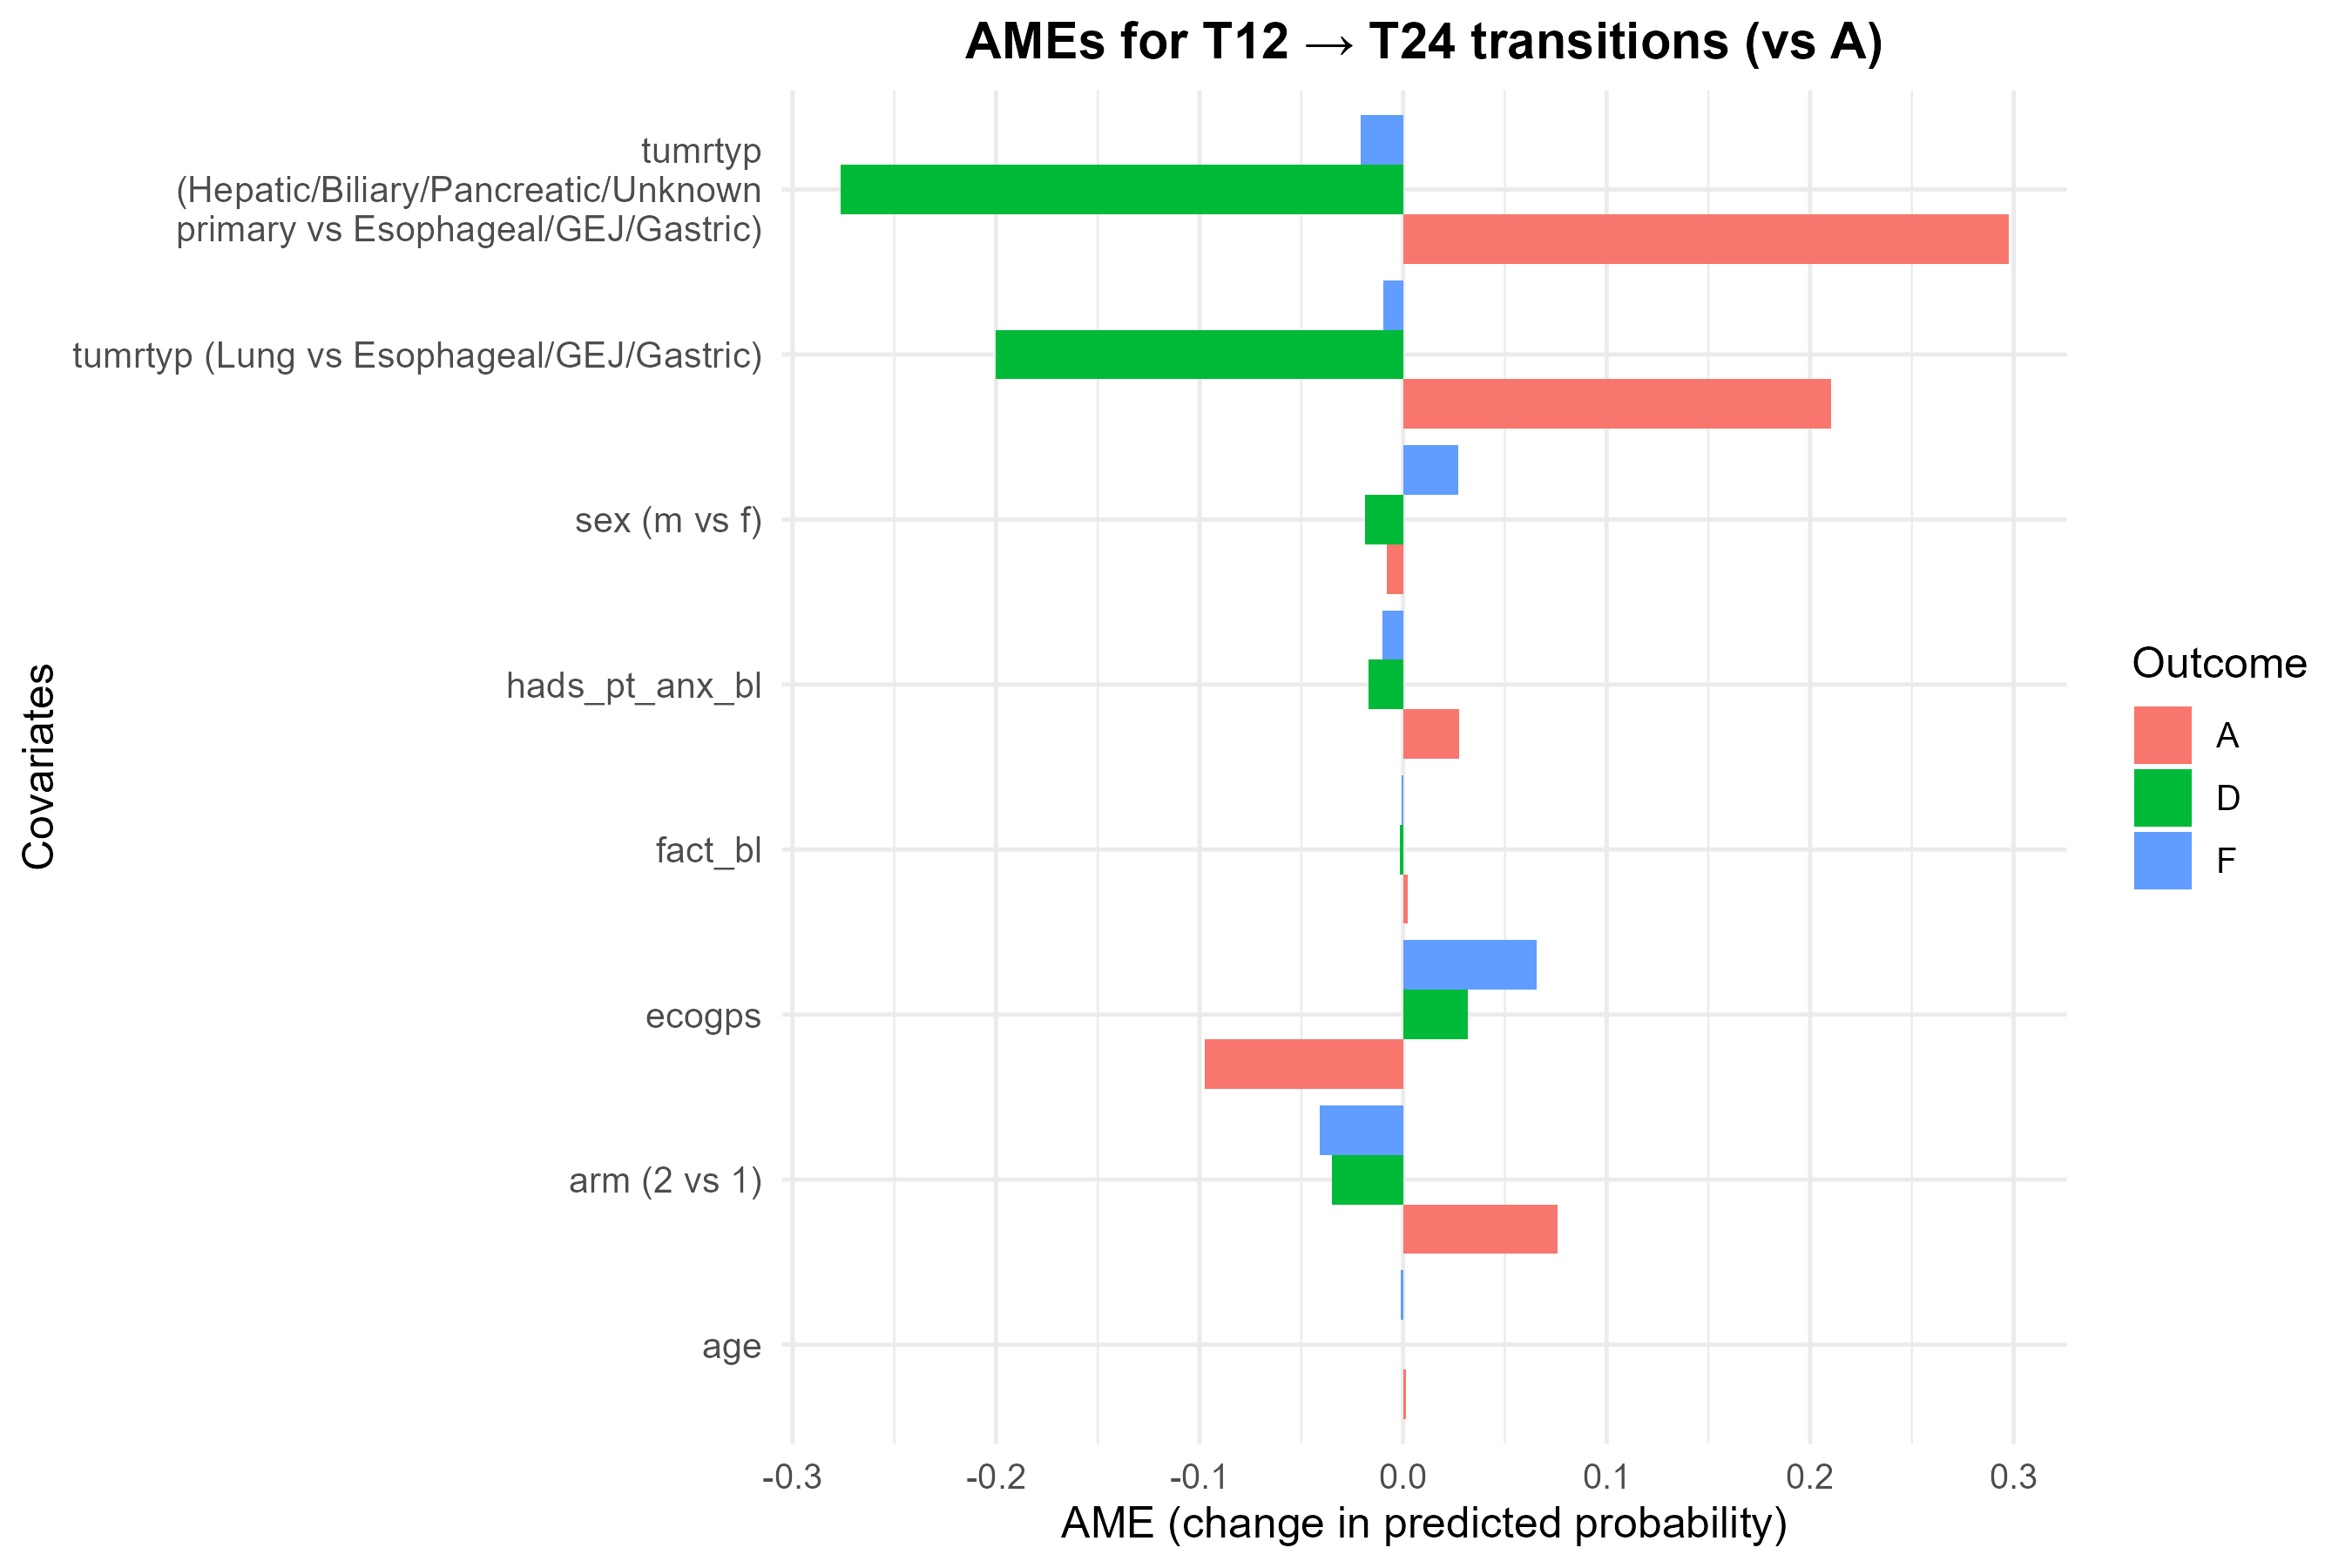 AMEs for T12 → T24 transitions (vs A)
tumrtyp
(Hepatic/Biliary/Pancreatic/Unknown
primary vs Esophageal/GEJ/Gastric)
tumrtyp (Lung vs Esophageal/GEJ/Gastric)
sex (m vs f)
hads_pt_anx_bl
fact_bl
ecogps
arm (2 vs 1)
age
Covariates
-0.3 -0.2 -0.1 0.0 0.1 0.2 0.3
AME (change in predicted probability)
Outcome
A
D
F